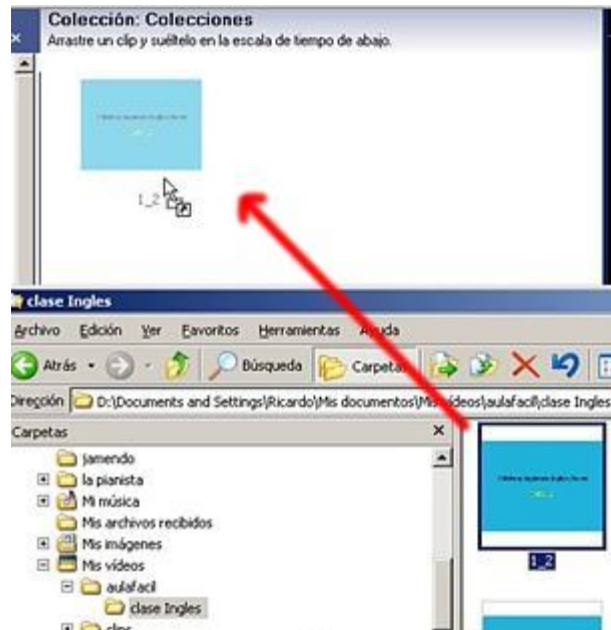 Colección: Colecciones
Arrastre un clip y suéltelo en la escala de tiempo de abajo.
1_2
clase Ingles
Archivo Edición Ver Favoritos Herramientas Ayuda
Atrás Búsqueda Carpetas
Dirección D:\Documents and Settings\Ricardo\Mis documentos\Mis vídeos\aulafacil\clase Ingles
Carpetas
jamendo
la pianista
Mi música
Mis archivos recibidos
Mis imágenes
1_2
Mis vídeos
aulafacil
clase Ingles
clips